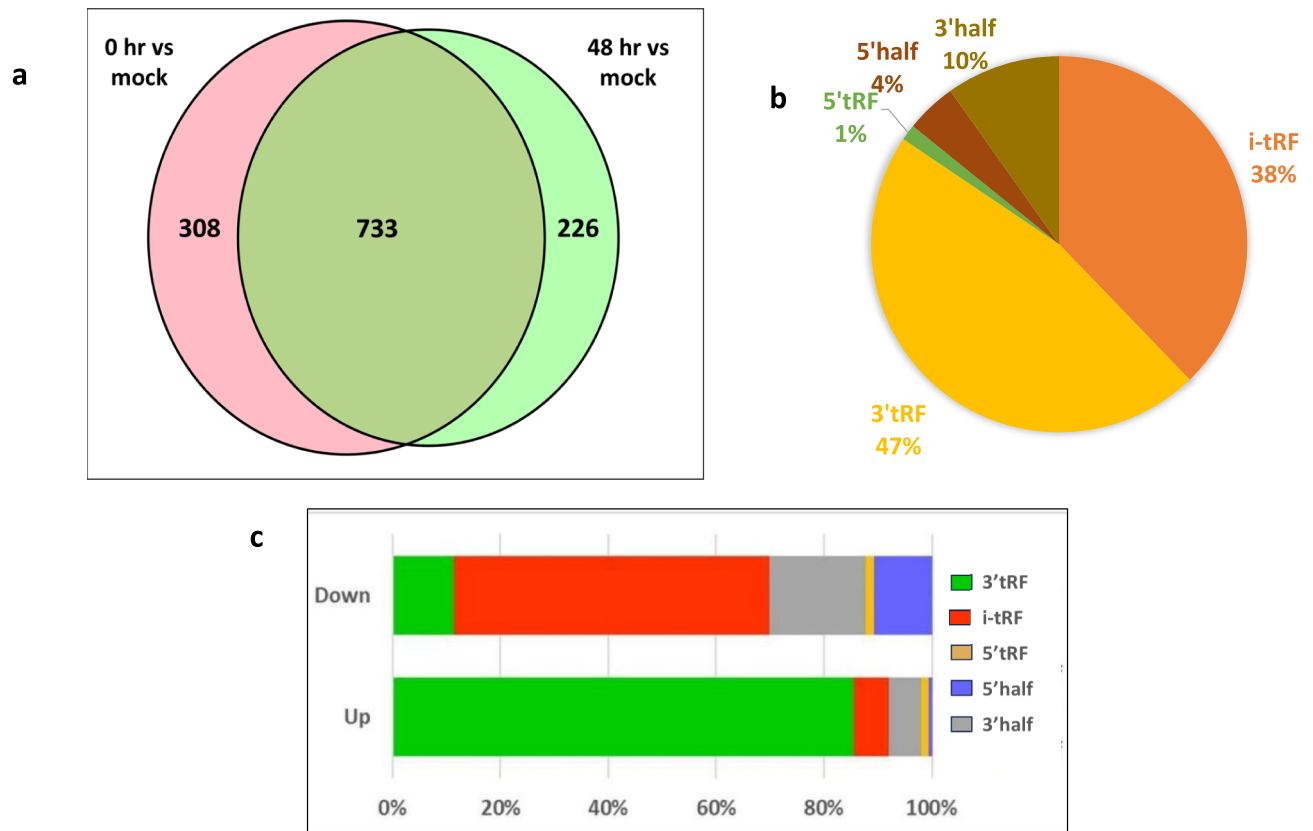 a
0 hr vs
mock
48 hr vs
mock
308
733
226
b
3'half
10%
5'half
4%
5'tRF
1%
i-tRF
38%
3'tRF
47%
c
Down
Up
3’tRF
i-tRF
5’tRF
5’half
3’half
0%
20%
40%
60%
80%
100%